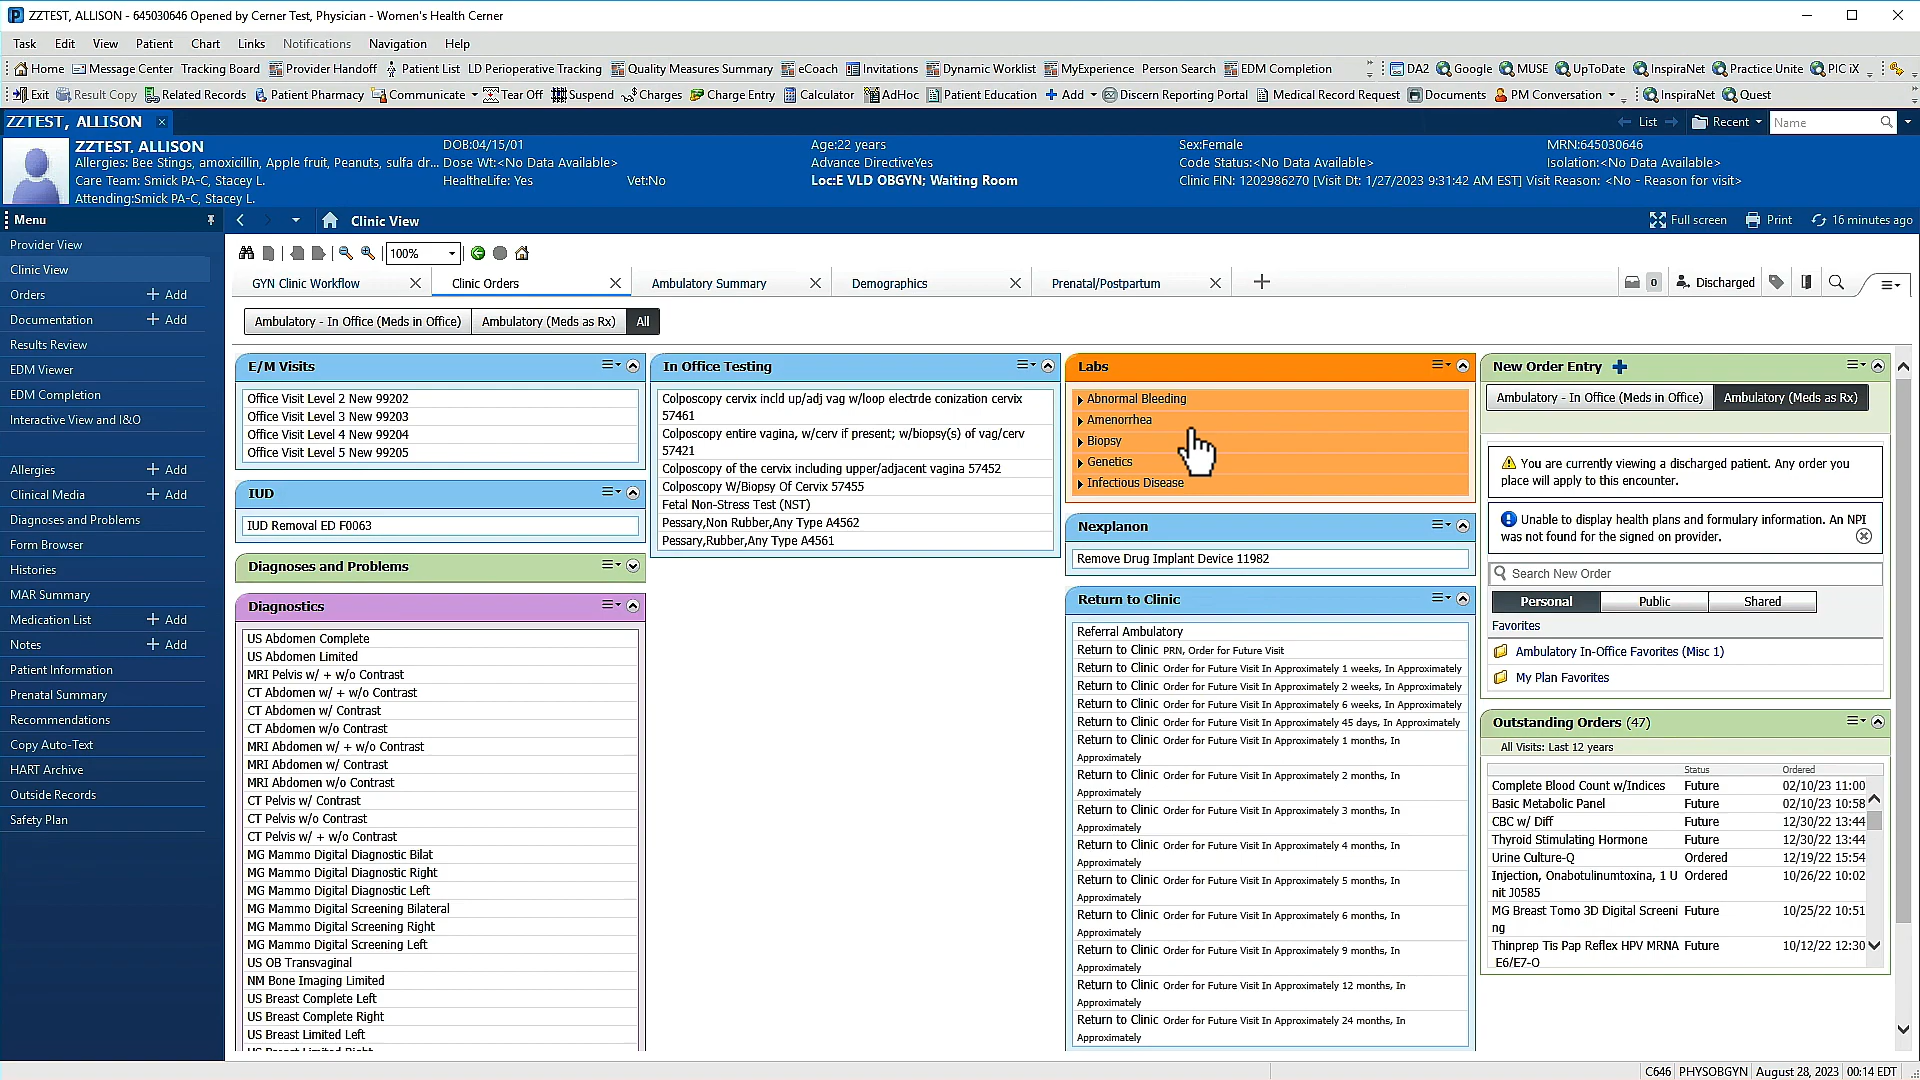 ZZTEST, ALLISON - 645030646 Opened by Cerner Test, Physician - Women's Health Cerner
Task Edit View Patient Chart Links Notifications Navigation Help
Home Message Center Tracking Board Provider Handoff Patient List LD Perioperative Tracking Quality Measures Summary eCoach Invitations Dynamic Worklist MyExperience Person Search EDM Completion DA2 Google MUSE UpToDate InspiraNet Practice Unite PIC iX
Exit Result Copy Related Records Patient Pharmacy Communicate Tear Off Suspend Charges Charge Entry Calculator AdHoc Patient Education Add Discern Reporting Portal Medical Record Request Documents PM Conversation InspiraNet Quest
ZZTEST, ALLISON List Recent Name
ZZTEST, ALLISON DOB:04/15/01 Age:22 years Sex:Female MRN:645030646
Allergies: Bee Stings, amoxicillin, Apple fruit, Peanuts, sulfa dr... Dose Wt:<No Data Available> Advance DirectiveYes Code Status:<No Data Available> Isolation:<No Data Available>
Care Team: Smick PA-C, Stacey L. HealtheLife: Yes Vet:No Loc:E VLD OBGYN; Waiting Room Clinic FIN: 1202986270 [Visit Dt: 1/27/2023 9:31:42 AM EST] Visit Reason: <No - Reason for visit>
Attending:Smick PA-C, Stacey L.
Menu
Provider View
Clinic View
Orders + Add
Documentation + Add
Results Review
EDM Viewer
EDM Completion
Interactive View and I&O
Allergies + Add
Clinical Media + Add
Diagnoses and Problems
Form Browser
Histories
MAR Summary
Medication List + Add
Notes + Add
Patient Information
Prenatal Summary
Recommendations
Copy Auto-Text
HART Archive
Outside Records
Safety Plan
Clinic View Full screen Print 16 minutes ago
100%
GYN Clinic Workflow Clinic Orders Ambulatory Summary Demographics Prenatal/Postpartum 0 Discharged
Ambulatory - In Office (Meds in Office) Ambulatory (Meds as Rx) All
E/M Visits
Office Visit Level 2 New 99202
Office Visit Level 3 New 99203
Office Visit Level 4 New 99204
Office Visit Level 5 New 99205
IUD
IUD Removal ED F0063
Diagnoses and Problems
Diagnostics
US Abdomen Complete
US Abdomen Limited
MRI Pelvis w/ + w/o Contrast
CT Abdomen w/ + w/o Contrast
CT Abdomen w/ Contrast
CT Abdomen w/o Contrast
MRI Abdomen w/ + w/o Contrast
MRI Abdomen w/ Contrast
MRI Abdomen w/o Contrast
CT Pelvis w/ Contrast
CT Pelvis w/o Contrast
CT Pelvis w/ + w/o Contrast
MG Mammo Digital Diagnostic Bilat
MG Mammo Digital Diagnostic Right
MG Mammo Digital Diagnostic Left
MG Mammo Digital Screening Bilateral
MG Mammo Digital Screening Right
MG Mammo Digital Screening Left
US OB Transvaginal
NM Bone Imaging Limited
US Breast Complete Left
US Breast Complete Right
US Breast Limited Left
US Breast Limited Right
In Office Testing
Colposcopy cervix incld up/adj vag w/loop electrde conization cervix
57461
Colposcopy entire vagina, w/cerv if present; w/biopsy(s) of vag/cerv
57421
Colposcopy of the cervix including upper/adjacent vagina 57452
Colposcopy W/Biopsy Of Cervix 57455
Fetal Non-Stress Test (NST)
Pessary,Non Rubber,Any Type A4562
Pessary,Rubber,Any Type A4561
Labs
Abnormal Bleeding
Amenorrhea
Biopsy
Genetics
Infectious Disease
Nexplanon
Remove Drug Implant Device 11982
Return to Clinic
Referral Ambulatory
Return to Clinic PRN, Order for Future Visit
Return to Clinic Order for Future Visit In Approximately 1 weeks, In Approximately
Return to Clinic Order for Future Visit In Approximately 2 weeks, In Approximately
Return to Clinic Order for Future Visit In Approximately 6 weeks, In Approximately
Return to Clinic Order for Future Visit In Approximately 45 days, In Approximately
Return to Clinic Order for Future Visit In Approximately 1 months, In
Approximately
Return to Clinic Order for Future Visit In Approximately 2 months, In
Approximately
Return to Clinic Order for Future Visit In Approximately 3 months, In
Approximately
Return to Clinic Order for Future Visit In Approximately 4 months, In
Approximately
Return to Clinic Order for Future Visit In Approximately 5 months, In
Approximately
Return to Clinic Order for Future Visit In Approximately 6 months, In
Approximately
Return to Clinic Order for Future Visit In Approximately 9 months, In
Approximately
Return to Clinic Order for Future Visit In Approximately 12 months, In
Approximately
Return to Clinic Order for Future Visit In Approximately 24 months, In
Approximately
New Order Entry
Ambulatory - In Office (Meds in Office) Ambulatory (Meds as Rx)
You are currently viewing a discharged patient. Any order you
place will apply to this encounter.
Unable to display health plans and formulary information. An NPI
was not found for the signed on provider.
Search New Order
Personal Public Shared
Favorites
Ambulatory In-Office Favorites (Misc 1)
My Plan Favorites
Outstanding Orders (47)
All Visits: Last 12 years
Status Ordered
Complete Blood Count w/Indices Future 02/10/23 11:00
Basic Metabolic Panel Future 02/10/23 10:58
CBC w/ Diff Future 12/30/22 13:44
Thyroid Stimulating Hormone Future 12/30/22 13:44
Urine Culture-Q Ordered 12/19/22 15:54
Injection, Onabotulinumtoxina, 1 U Ordered 10/26/22 10:02
nit J0585
MG Breast Tomo 3D Digital Screeni Future 10/25/22 10:51
ng
Thinprep Tis Pap Reflex HPV MRNA Future 10/12/22 12:30
E6/E7-Q
C646 PHYSOBGYN August 28, 2023 00:14 EDT